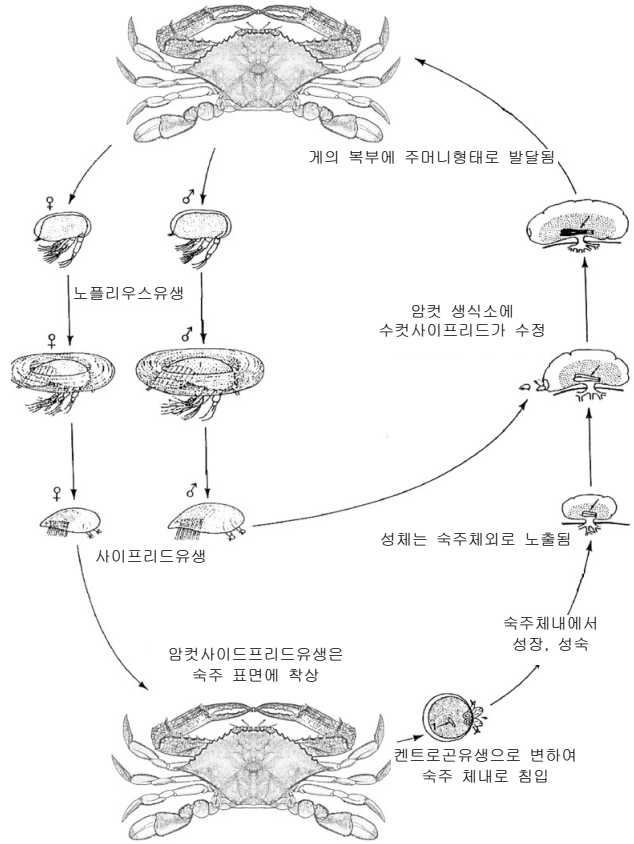 게의 복부에 주머니형태로 발달됨
♀
♂
노플리우스유생
암컷 생식소에
수컷사이프리드가 수정
♀
♂
♀
♂
사이프리드유생
성체는 숙주체외로 노출됨
숙주체내에서
성장, 성숙
암컷사이드프리드유생은
숙주 표면에 착상
켄트로곤유생으로 변하여
숙주 체내로 침입